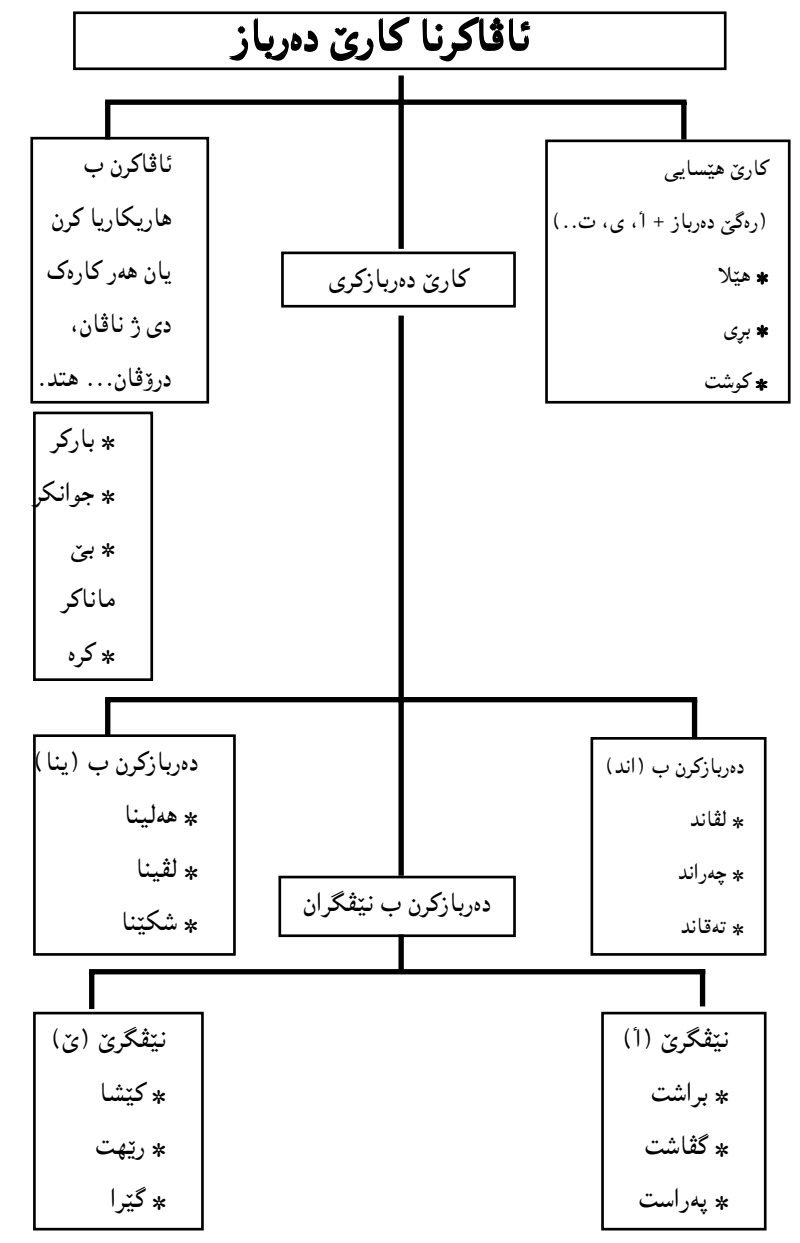 ئاڤاکرنا کارێ دەرباز
کارێ هێسایی
(رەگێ دەرباز + أ، ی، ت..)
* هێلا
* بڕی
* کوشت
کارێ دەربازکری
ئاڤاکرن ب
هاریکاریا کرن
یان هەر کارەک
دی ژ ناڤان،
درۆڤان... هتد.
* بارکر
* جوانکر
* بێ
ماناکر
* کرە
دەربازکرن ب (اند)
* لڤاند
* چەراند
* تەقاند
دەربازکرن ب نێڤگران
دەربازکرن ب (ینا)
* هەلینا
* لڤینا
* شکێنا
نێڤگرێ (أ)
* براشت
* گڤاشت
* پەراست
نێڤگرێ (ێ)
* کێشا
* رێهت
* گێرا